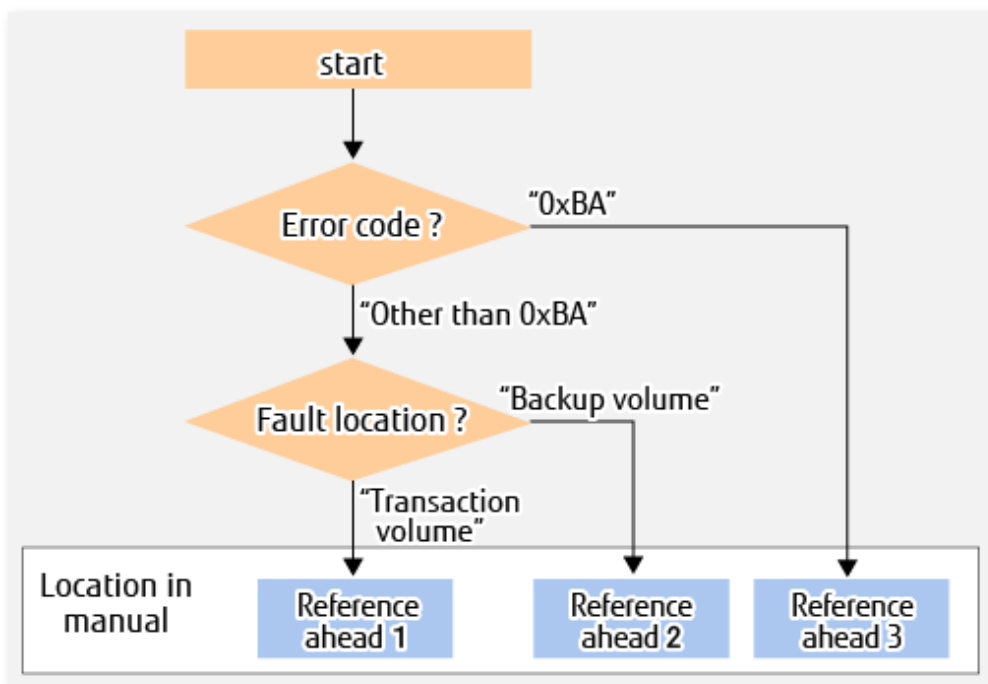 start
Error code ?
“0xBA”
“Other than 0xBA”
Fault location ?
“Backup volume”
“Transaction
volume”
Location in
manual
Reference
ahead 1
Reference
ahead 2
Reference
ahead 3